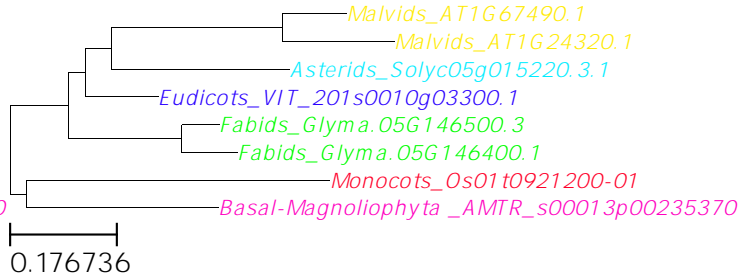 Malvids_AT1G67490.1
Malvids_AT1G24320.1
Asterids_Solyc05g015220.3.1
Eudicots_VIT_201s0010g03300.1
Fabids_Glyma.05G146500.3
Fabids_Glyma.05G146400.1
Monocots_Os01t0921200-01
0
Basal-Magnoliophyta _AMTR_s00013p00235370
0.176736